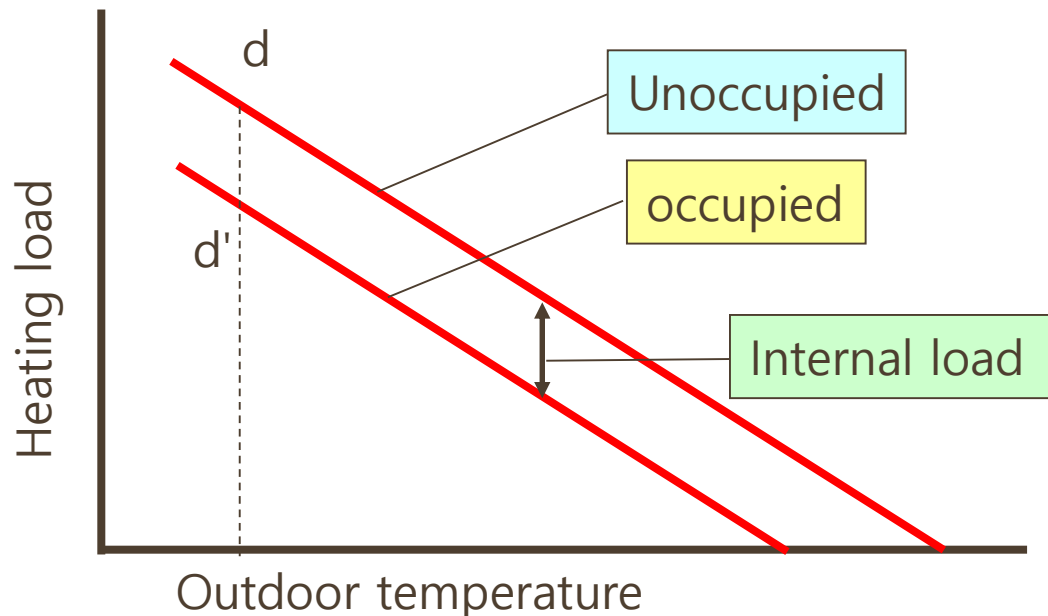 d
Unoccupied
occupied
d'
Internal load
Heating load
Outdoor temperature